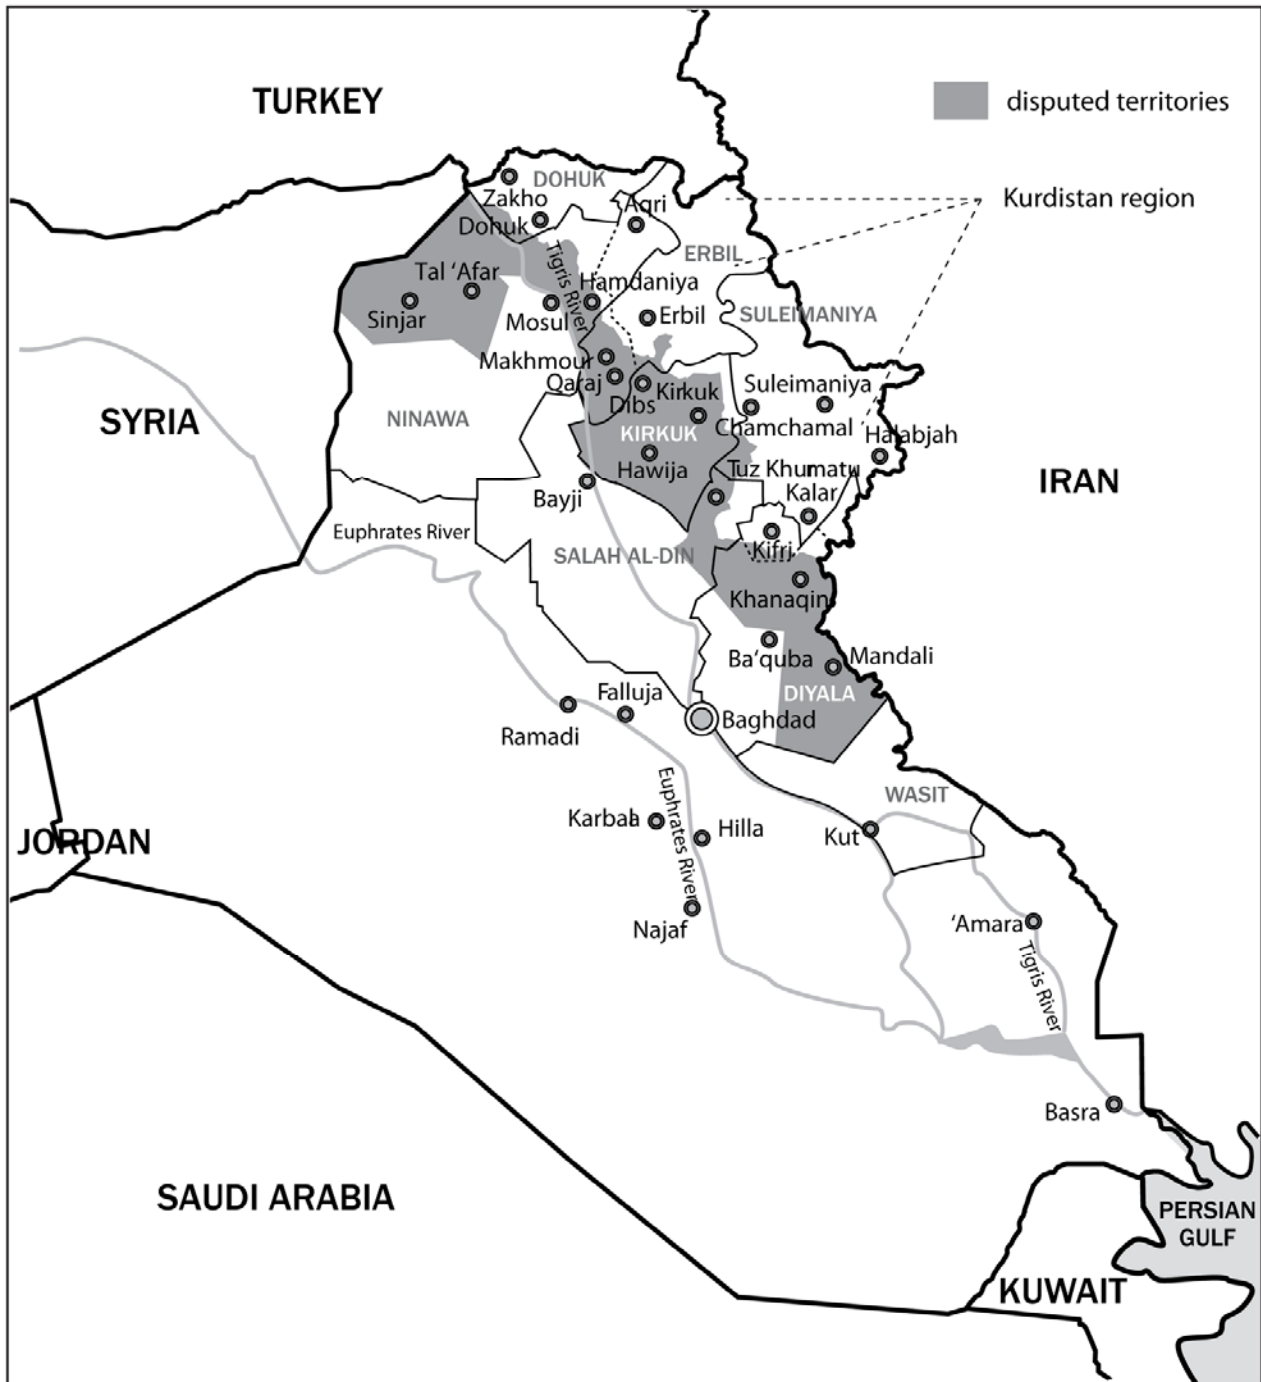 TURKEY
disputed territories
DOHUK
Zakho
Aqri
Kurdistan region
Dohuk
ERBIL
Tigris River
Tal ‘Afar
Hamdaniya
Sinjar
Mosul
Erbil
SULEIMANIYA
Makhmour
Qaraj
Kirkuk
Suleimaniya
Dibs
SYRIA
NINAWA
KIRKUK
Chamchamal
Halabjah
Hawija
Tuz Khumatu
IRAN
Bayji
Kalar
Euphrates River
SALAH AL-DIN
Kifri
Khanaqin
Ba‘quba
Mandali
Falluja
DIYALA
Ramadi
Baghdad
WASIT
Karbala
Euphrates River
Hilla
Kut
JORDAN
Najaf
‘Amara
Tigris River
Basra
SAUDI ARABIA
PERSIAN
GULF
KUWAIT